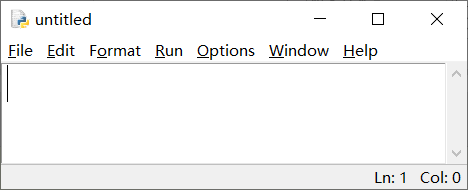 untitled
File Edit Format Run Options Window Help
Ln: 1 Col: 0